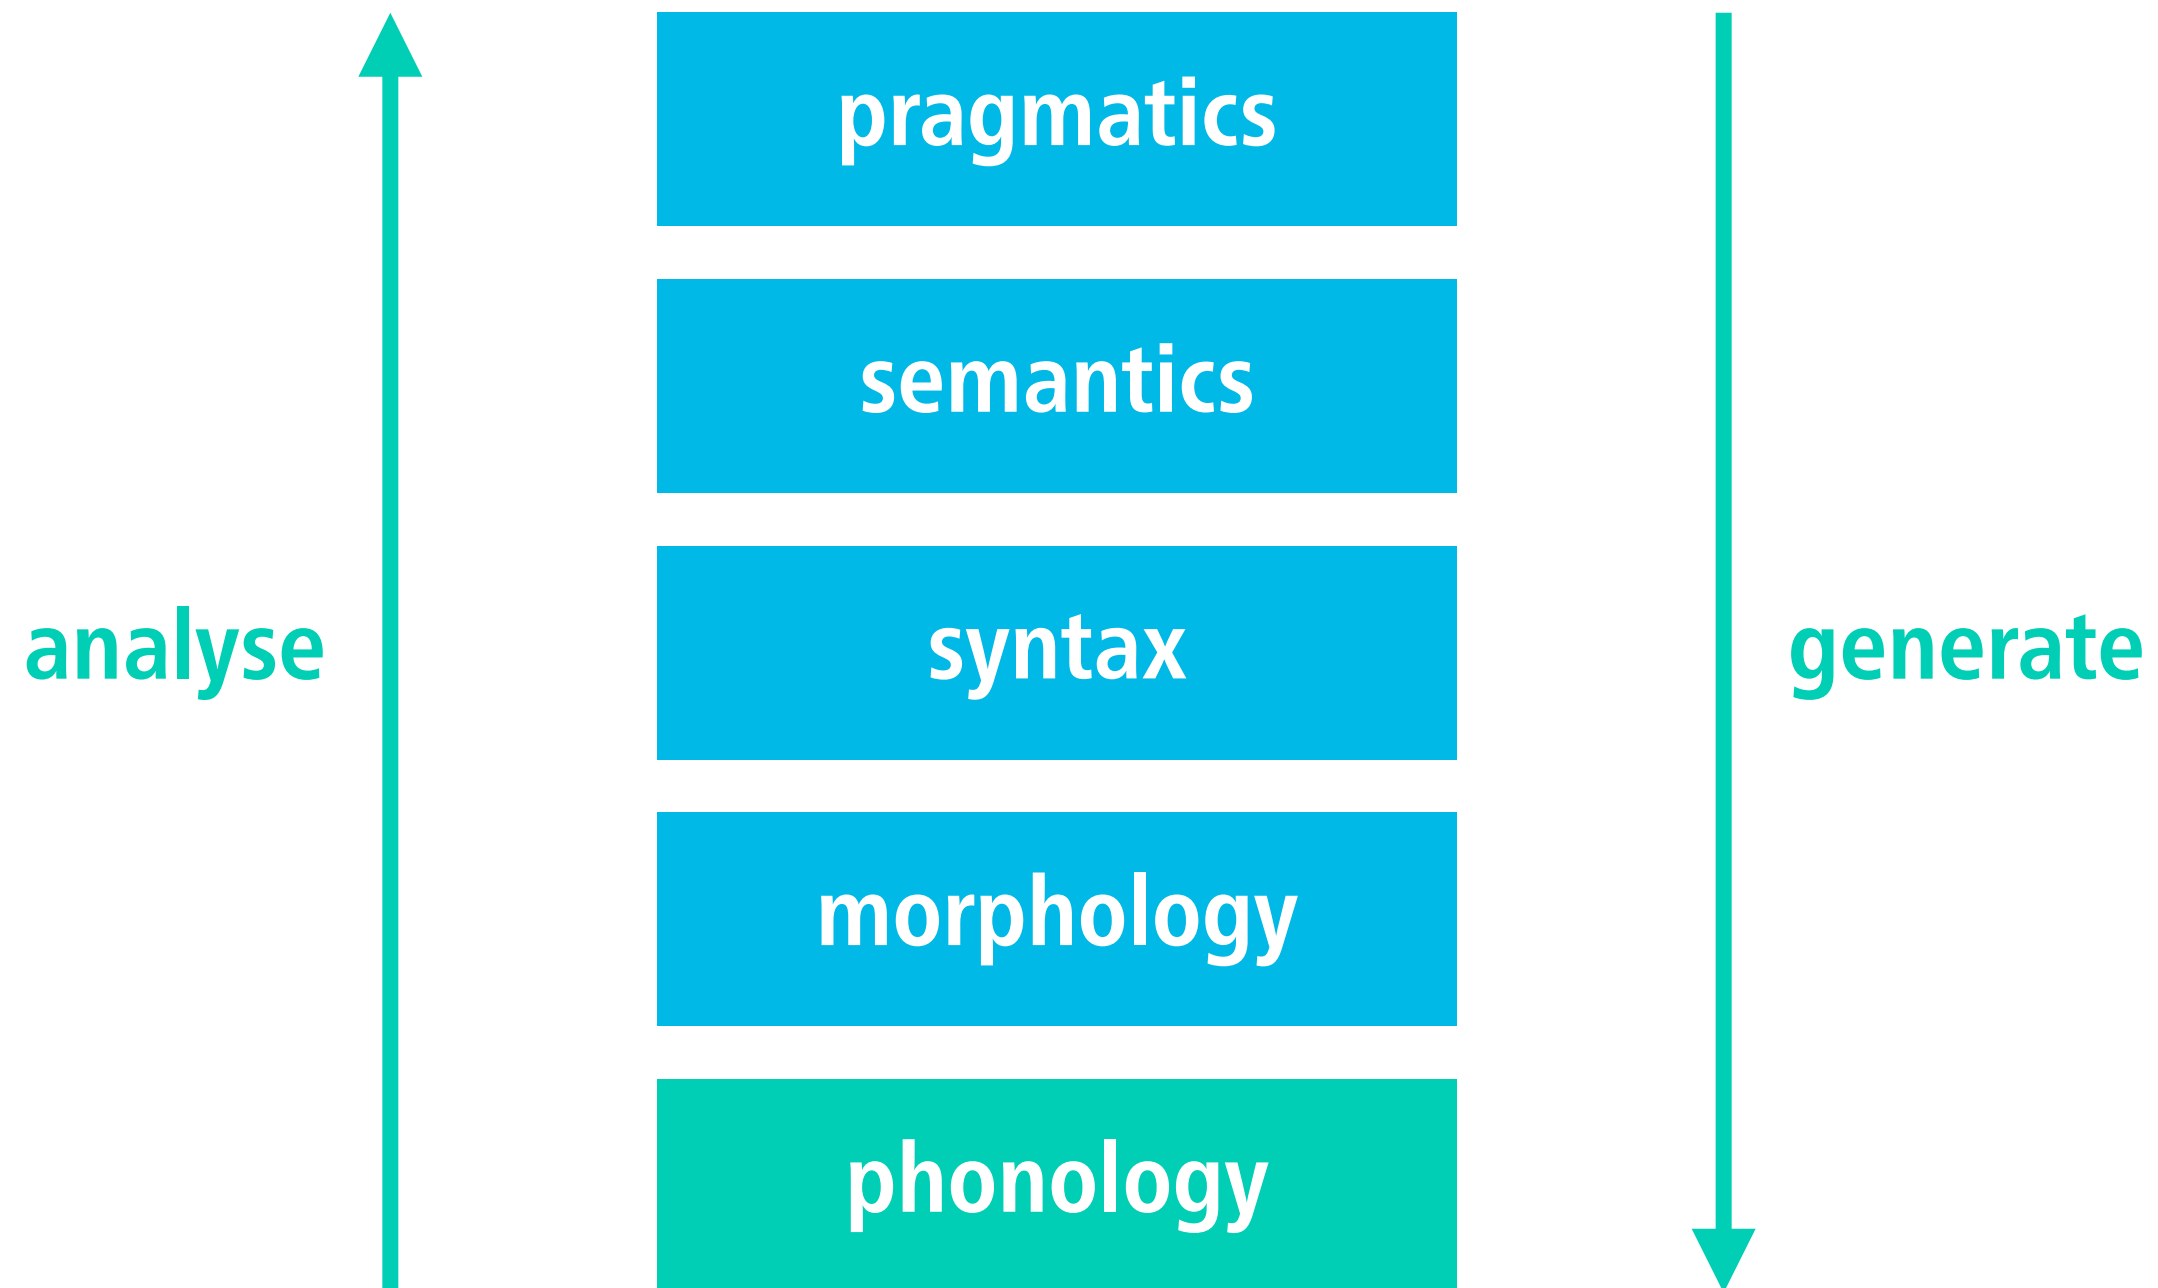 pragmatics
semantics
analyse
syntax
generate
morphology
phonology